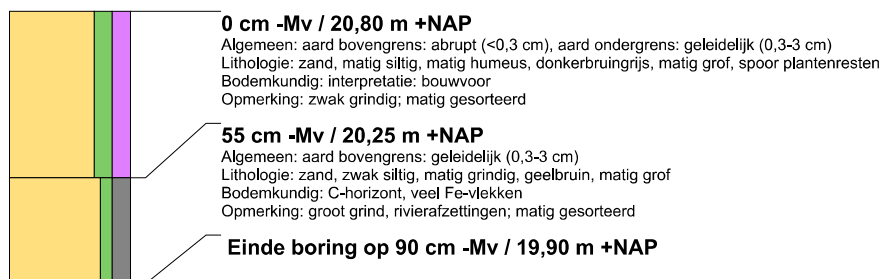 0 cm -Mv / 20,80 m +NAP
Algemeen: aard bovengrens: abrupt (<0,3 cm), aard ondergrens: geleidelijk (0,3-3 cm)
Lithologie: zand, matig siltig, matig humeus, donkerbruingrijs, matig grof, spoor plantenresten
Bodemkundig: interpretatie: bouwvoor
Opmerking: zwak grindig; matig gesorteerd
55 cm -Mv / 20,25 m +NAP
Algemeen: aard bovengrens: geleidelijk (0,3-3 cm)
Lithologie: zand, zwak siltig, matig grindig, geelbruin, matig grof
Bodemkundig: C-horizont, veel Fe-vlekken
Opmerking: groot grind, rivierafzettingen; matig gesorteerd
Einde boring op 90 cm -Mv / 19,90 m +NAP